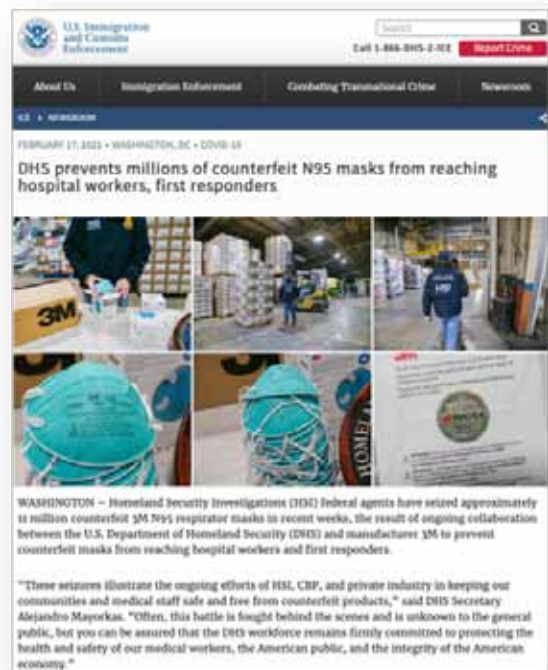 U.S. Immigration
and Customs
Enforcement
Search
Call 1-866-DHS-2-ICE
Report Crime
About Us
Immigration Enforcement
Combating Transnational Crime
Newsroom
ICE › NEWSROOM
FEBRUARY 17, 2021 • WASHINGTON, DC • COVID-19
DHS prevents millions of counterfeit N95 masks from reaching
hospital workers, first responders
3M
HSI
3M
HOMELAND
WASHINGTON — Homeland Security Investigations (HSI) federal agents have seized approximately
11 million counterfeit 3M N95 respirator masks in recent weeks, the result of ongoing collaboration
between the U.S. Department of Homeland Security (DHS) and manufacturer 3M to prevent
counterfeit masks from reaching hospital workers and first responders.
"These seizures illustrate the ongoing efforts of HSI, CBP, and private industry in keeping our
communities and medical staff safe and free from counterfeit products," said DHS Secretary
Alejandro Mayorkas. "Often, this battle is fought behind the scenes and is unknown to the general
public, but you can be assured that the DHS workforce remains firmly committed to protecting the
health and safety of our medical workers, the American public, and the integrity of the American
economy."